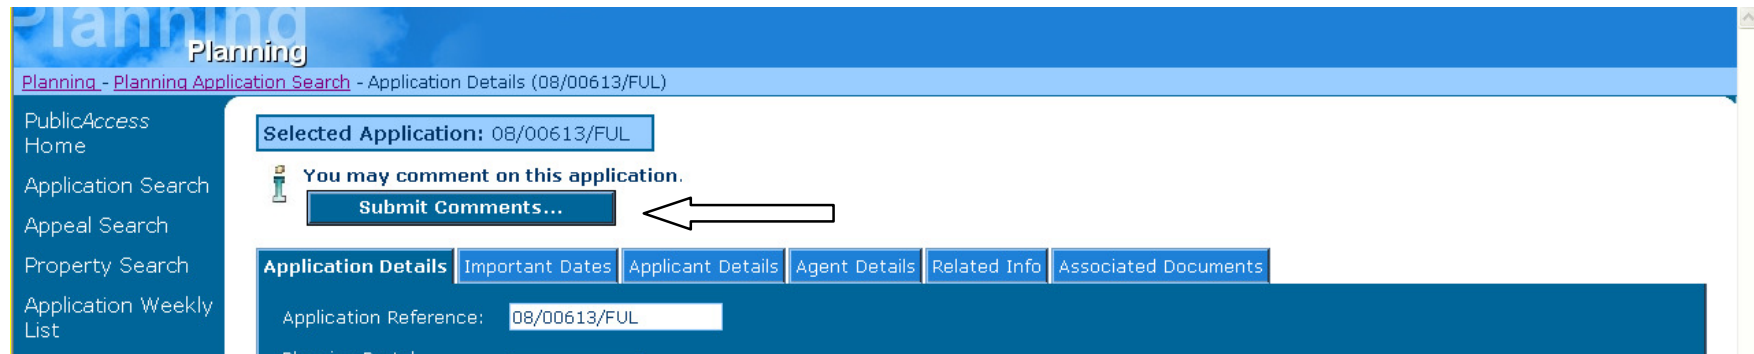 Planning
Planning
Planning - Planning Application Search - Application Details (08/00613/FUL)
PublicAccess
Home
Application Search
Appeal Search
Property Search
Application Weekly
List
Selected Application: 08/00613/FUL
You may comment on this application.
Submit Comments...
Application Details Important Dates Applicant Details Agent Details Related Info Associated Documents
Application Reference: 08/00613/FUL